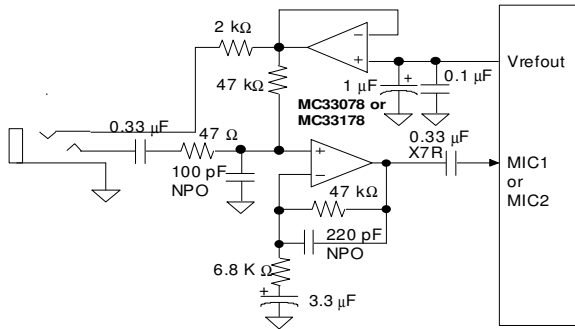 2 kΩ
−
+
47 kΩ
1 μF
+
0.1 μF
Vrefout
MC33078 or
MC33178
0.33 μF
47 Ω
100 pF
NPO
+
−
0.33 μF
X7R
MIC1
or
MIC2
47 kΩ
220 pF
NPO
6.8 K Ω
+
3.3 μF